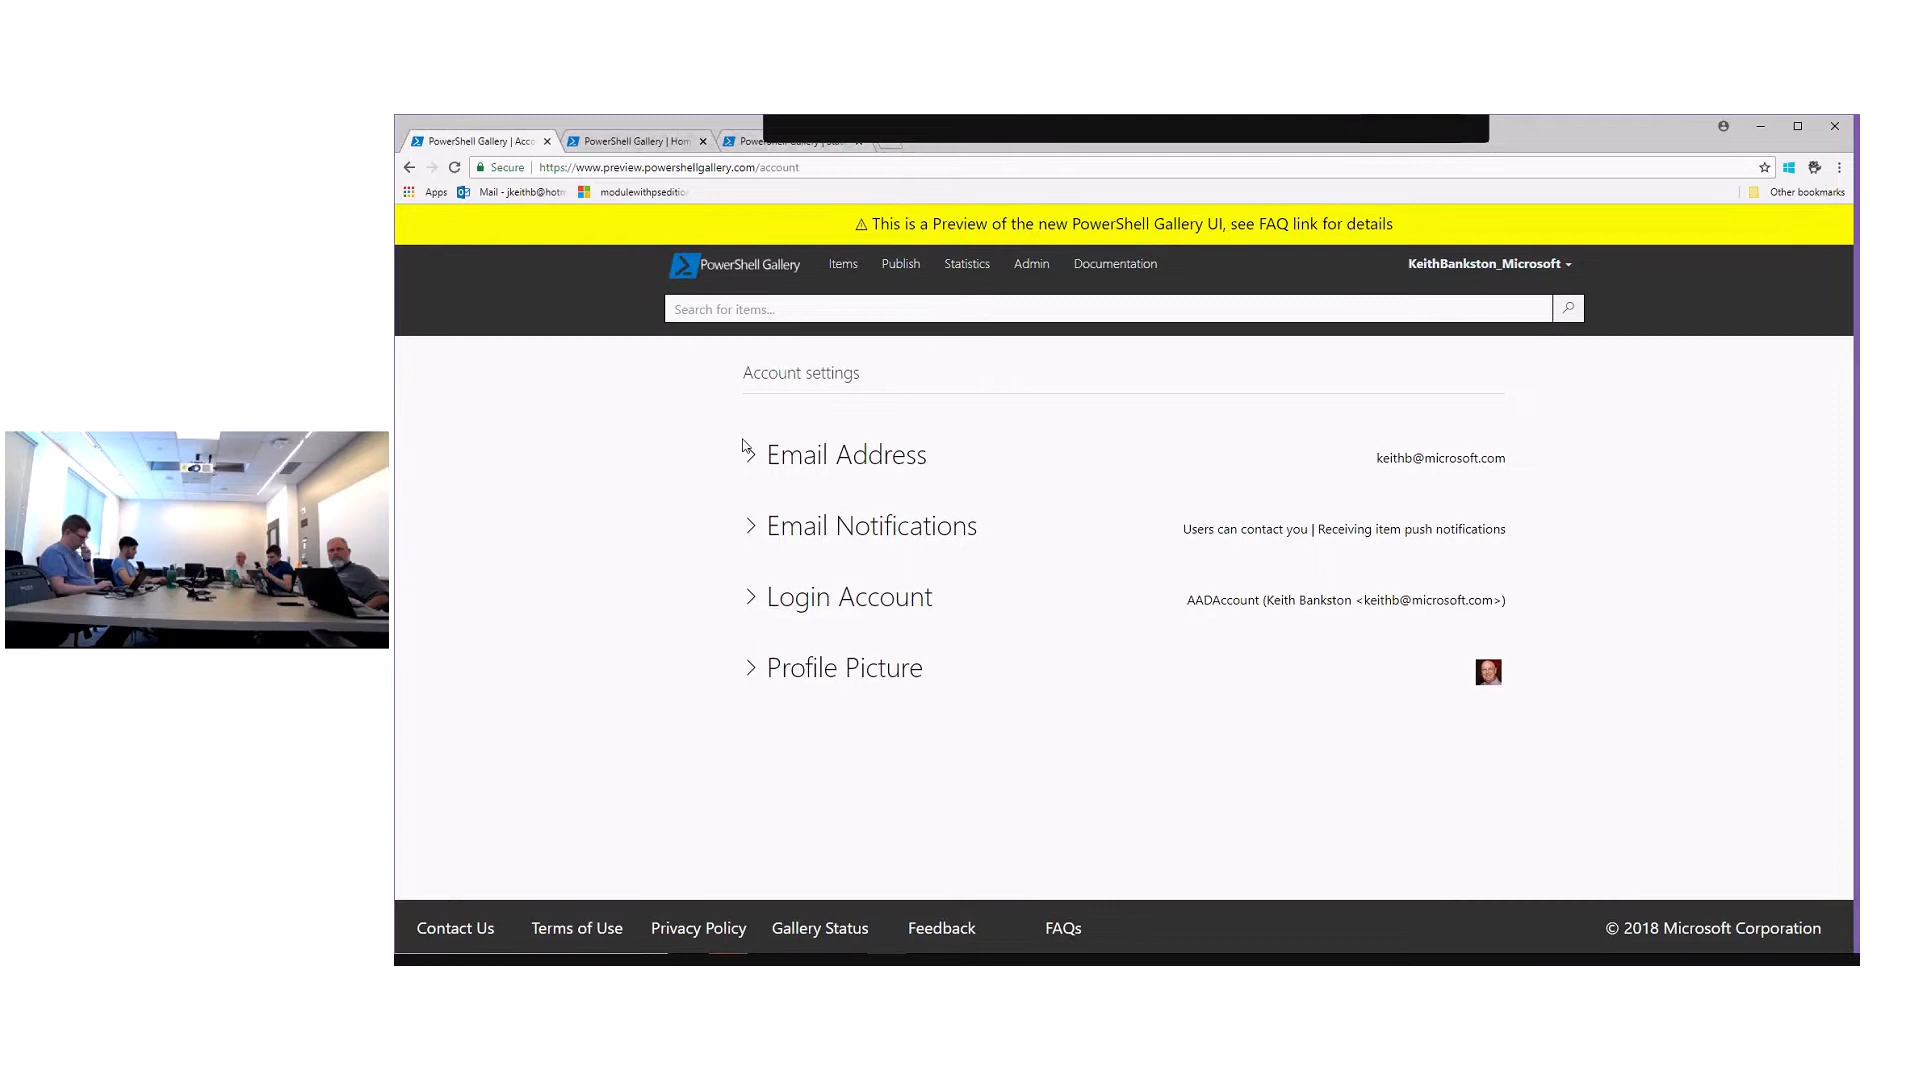 PowerShell Gallery | Acco
PowerShell Gallery | Hom
Secure
https://www.preview.powershellgallery.com/account
Apps
Mail - jkeithb@hotm
modulewithpseditio
Other bookmarks
⚠ This is a Preview of the new PowerShell Gallery UI, see FAQ link for details
PowerShell Gallery
Items
Publish
Statistics
Admin
Documentation
KeithBankston_Microsoft
Search for items...
Account settings
Email Address
keithb@microsoft.com
Email Notifications
Users can contact you | Receiving item push notifications
Login Account
AADAccount (Keith Bankston <keithb@microsoft.com>)
Profile Picture
Contact Us
Terms of Use
Privacy Policy
Gallery Status
Feedback
FAQs
© 2018 Microsoft Corporation